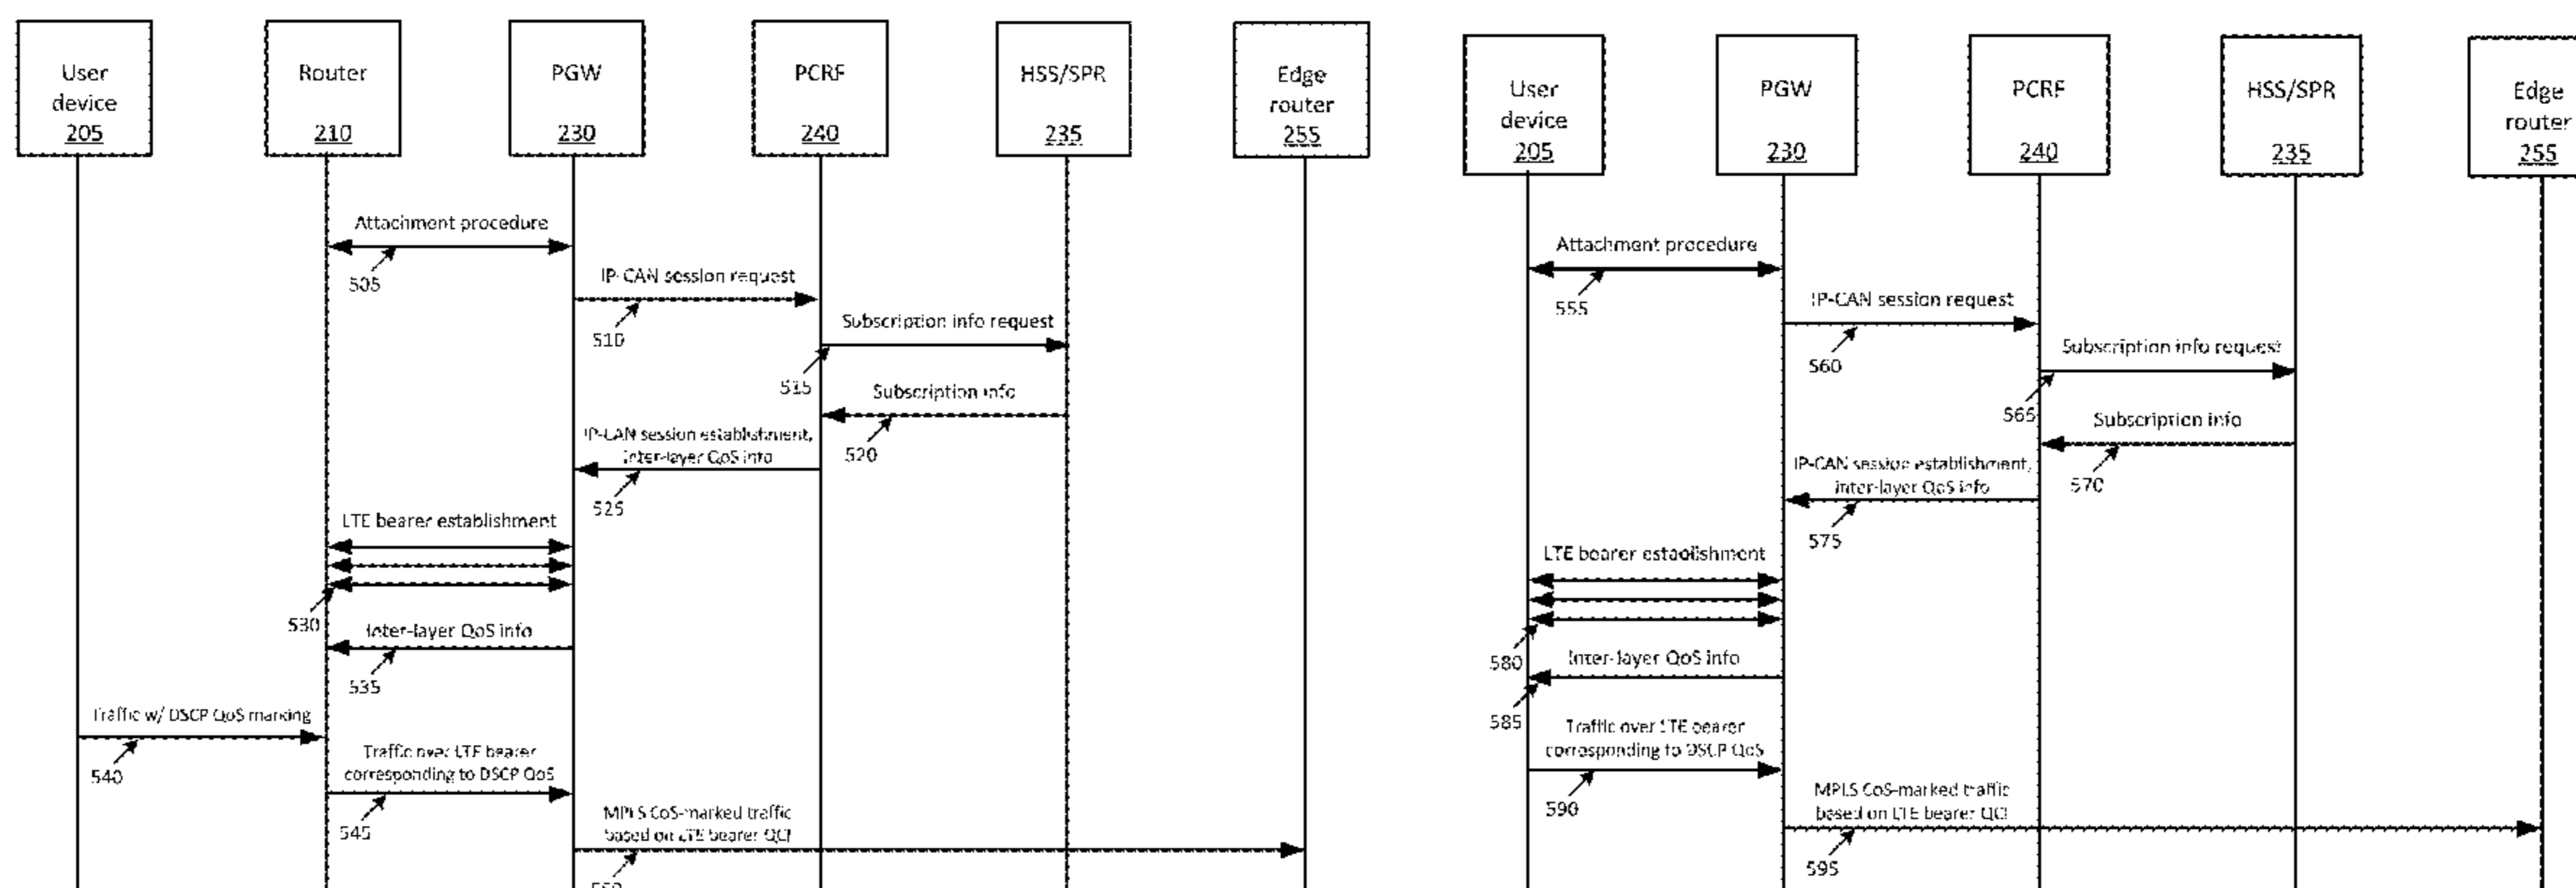 User
device
205
Router
210
PGW
230
PCRF
240
HSS/SPR
235
Edge
router
255
Attachment procedure
505
IP-CAN session request
510
Subscription info request
515
Subscription info
520
IP-CAN session establishment,
inter-layer QoS info
525
LTE bearer establishment
530
Inter-layer QoS info
535
Traffic w/ DSCP QoS marking
540
Traffic over LTE bearer
corresponding to DSCP QoS
545
MPLS CoS-marked traffic
based on LTE bearer QCI
User
device
205
PGW
230
PCRF
240
HSS/SPR
235
Edge
router
255
Attachment procedure
555
IP-CAN session request
560
Subscription info request
565
Subscription info
570
IP-CAN session establishment,
inter-layer QoS info
575
LTE bearer establishment
580
Inter-layer QoS info
585
Traffic over LTE bearer
corresponding to DSCP QoS
590
MPLS CoS-marked traffic
based on LTE bearer QCI
595